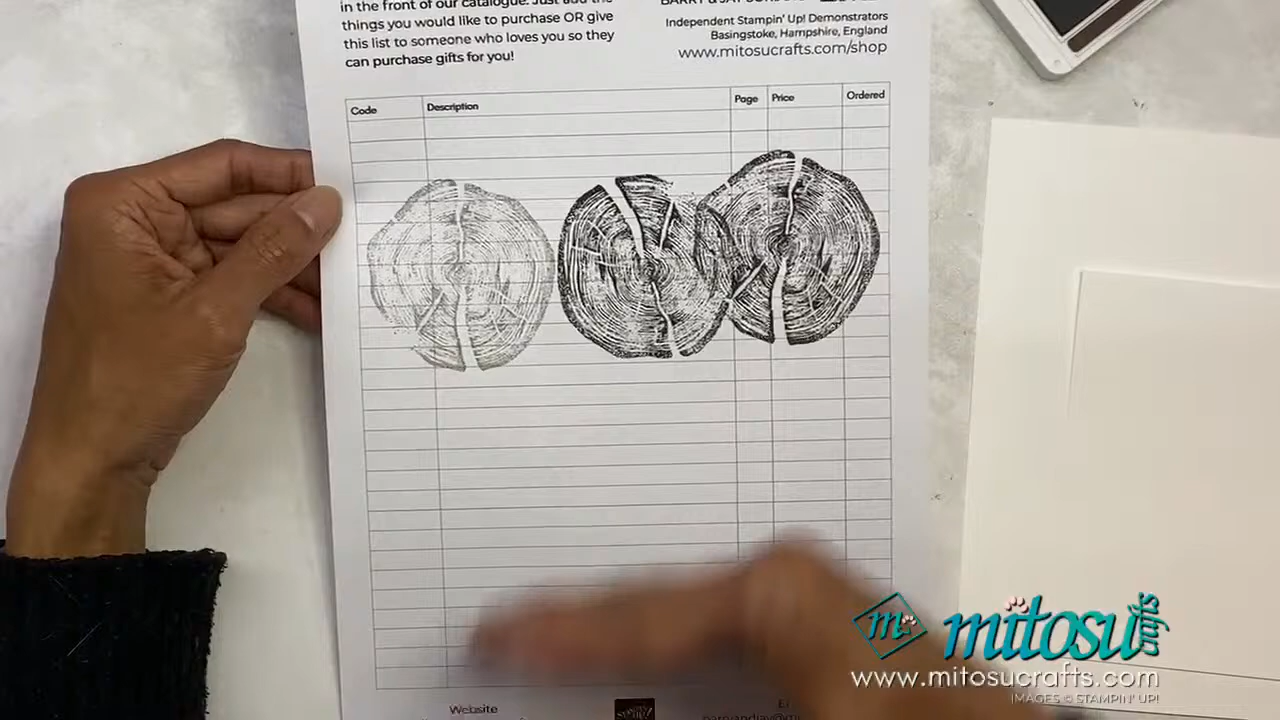 in the front of our catalogue. Just add the
things you would like to purchase OR give
this list to someone who loves you so they
can purchase gifts for you!
Independent Stampin' Up! Demonstrators
Basingstoke, Hampshire, England
www.mitosucrafts.com/shop
Code Description Page Price Ordered
Website
m
mitosu crafts
www.mitosucrafts.com
IMAGES © STAMPIN' UP!